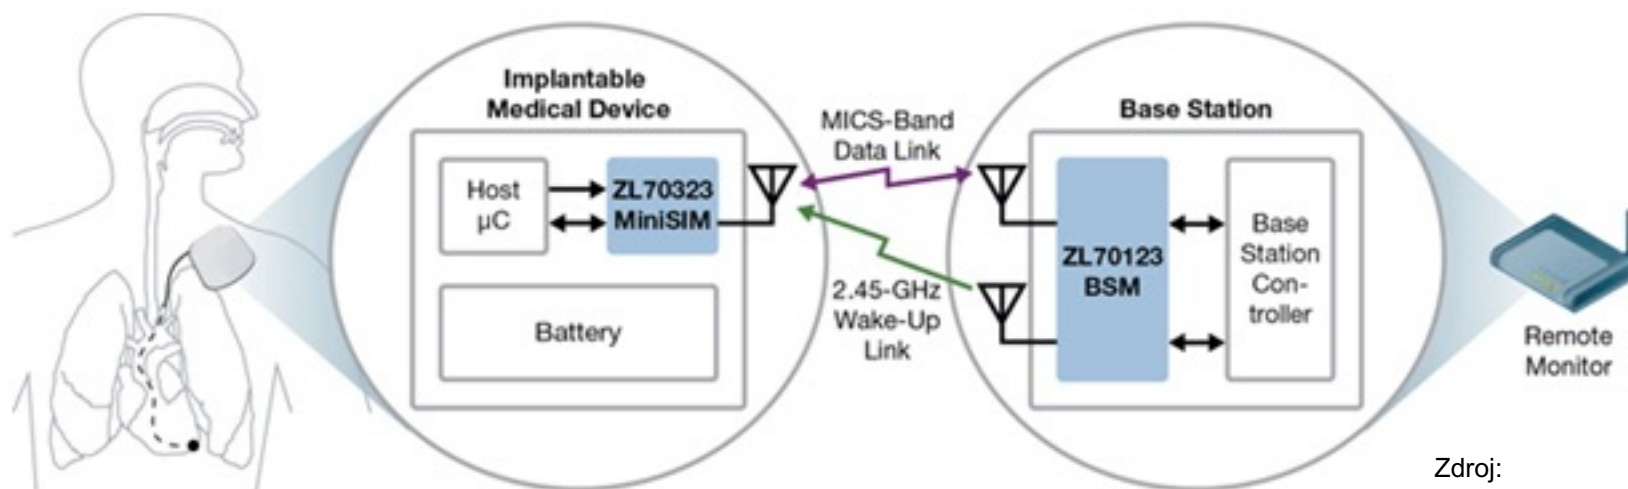 Implantable
Medical Device
Host
µC
ZL70323
MiniSIM
Battery
MICS-Band
Data Link
2.45-GHz
Wake-Up
Link
Base Station
ZL70123
BSM
Base
Station
Con-
troller
Remote
Monitor
Zdroj: